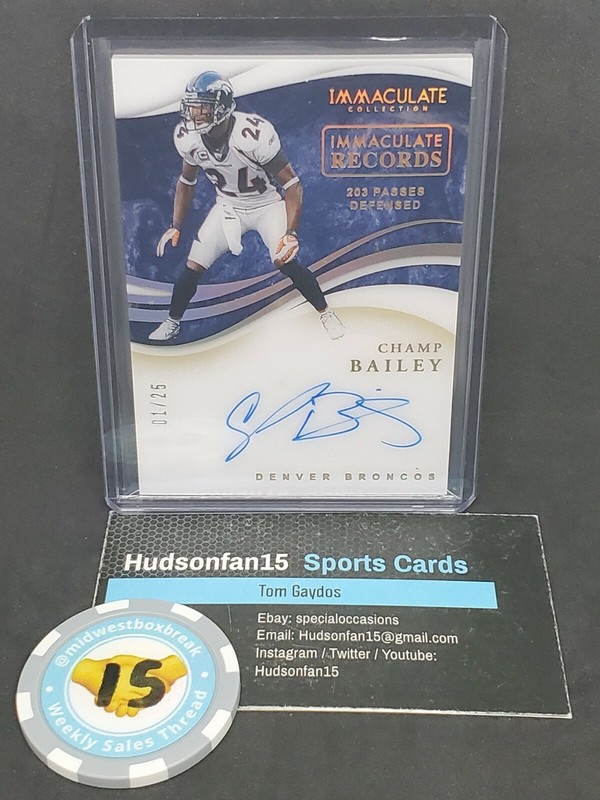 IMMACULATE
COLLECTION
IMMACULATE
RECORDS
203 PASSES
DEFENSED
24
24
CHAMP
BAILEY
01/25
DENVER BRONCOS
Hudsonfan15 Sports Cards
Tom Gaydos
Ebay: specialoccasions
Email: Hudsonfan15@gmail.com
Instagram / Twitter / Youtube:
Hudsonfan15
@midwestboxbreak
15
Weekly Sales Thread